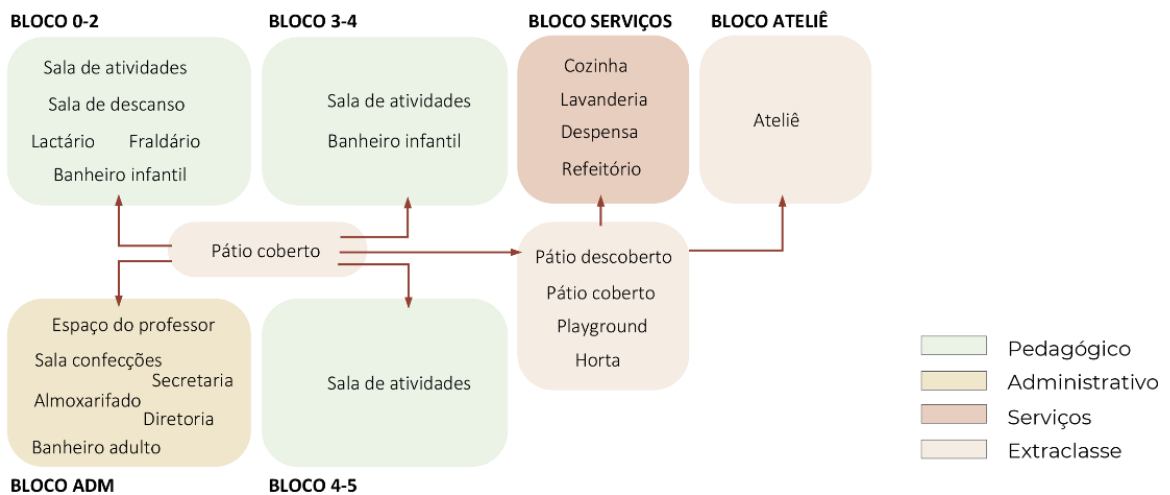 BLOCO 0-2
Sala de atividades
Sala de descanso
Lactário Fraldário
Banheiro infantil
BLOCO 3-4
Sala de atividades
Banheiro infantil
BLOCO SERVIÇOS
Cozinha
Lavanderia
Despensa
Refeitório
BLOCO ATELIÊ
Ateliê
Pátio coberto
Pátio descoberto
Pátio coberto
Playground
Horta
Espaço do professor
Sala confecções
Secretaria
Almoxarifado
Diretoria
Banheiro adulto
BLOCO ADM
Sala de atividades
BLOCO 4-5
Pedagógico
Administrativo
Serviços
Extraclasse